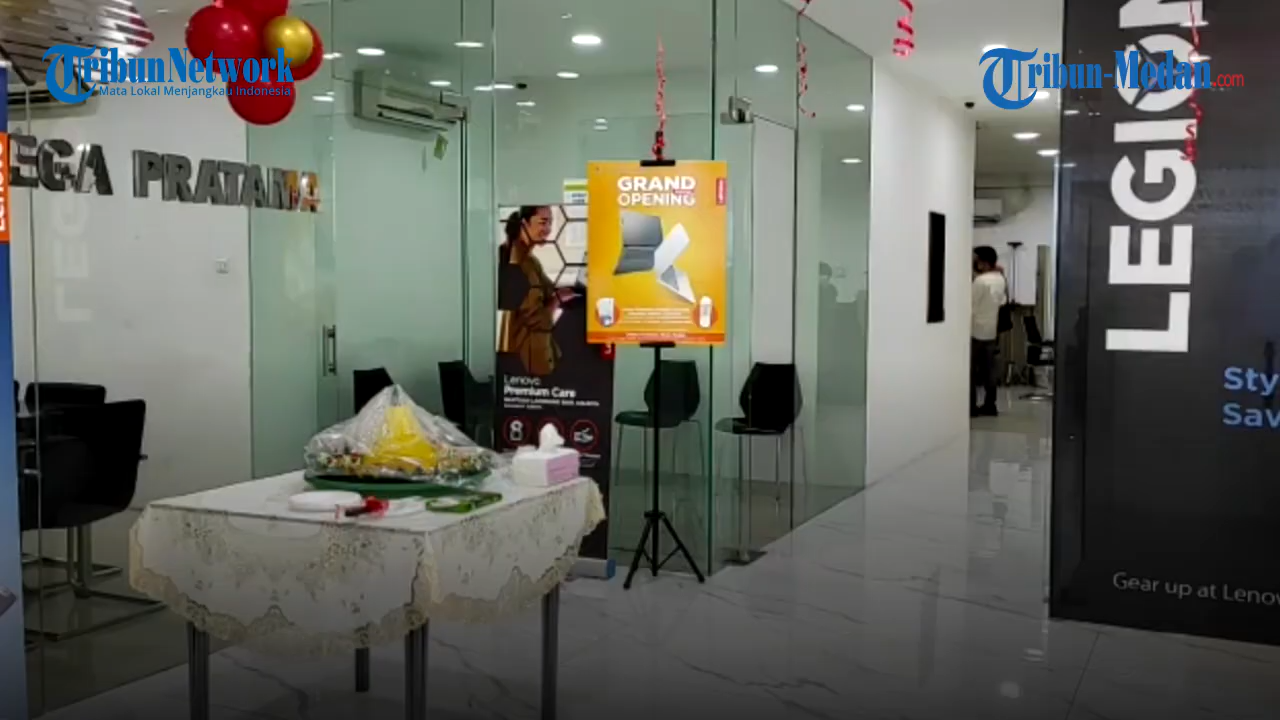 TribunNetwork
Mata Lokal Menjangkau Indonesia
Tribun-Medan.com
EGA PRATAMA
GRAND
OPENING
Lenovo
Premium Care
LEGION
Sty
Sav
Gear up at Lenov